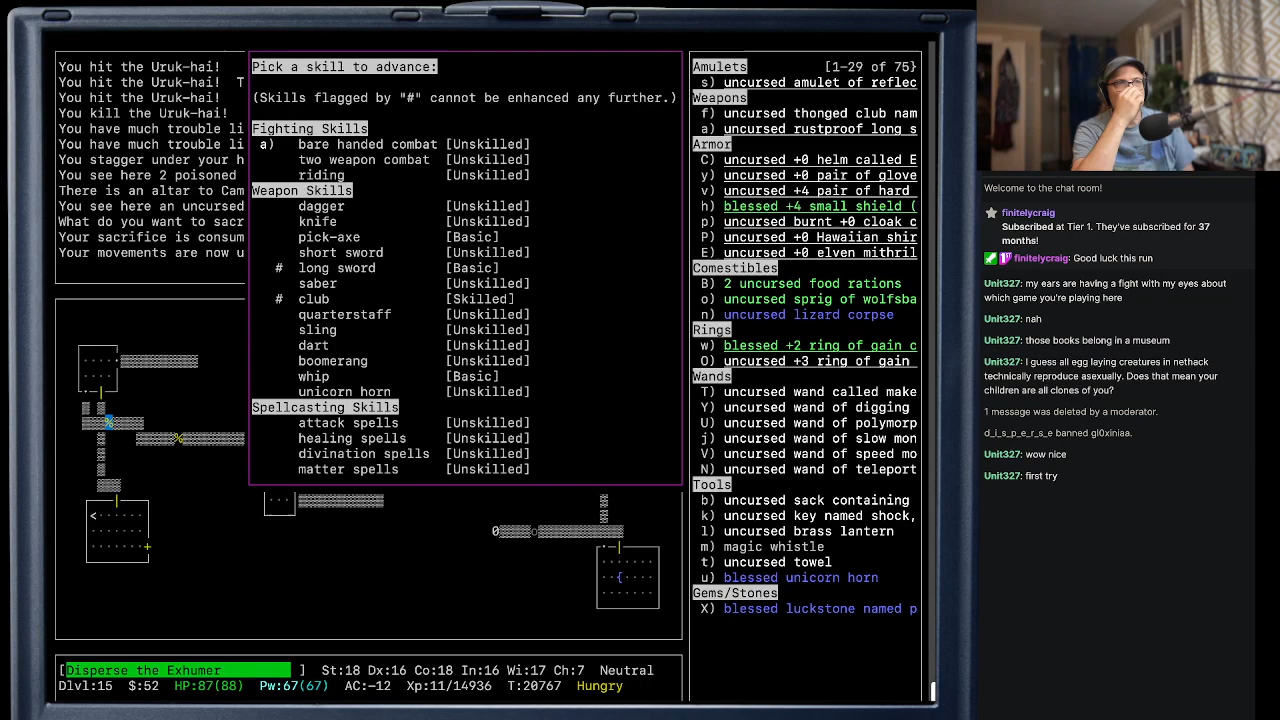 You hit the Uruk-hai!
You hit the Uruk-hai!  T
You hit the Uruk-hai!
You kill the Uruk-hai!
You have much trouble li
You have much trouble li
You stagger under your h
You see here 2 poisoned
There is an altar to Cam
You see here an uncursed
What do you want to sacr
Your sacrifice is consum
Your movements are now u
Pick a skill to advance:
(Skills flagged by "#" cannot be enhanced any further.)
Fighting Skills
a) bare handed combat [Unskilled]
two weapon combat [Unskilled]
riding [Unskilled]
Weapon Skills
dagger [Unskilled]
knife [Unskilled]
pick-axe [Basic]
short sword [Unskilled]
# long sword [Basic]
saber [Unskilled]
# club [Skilled]
quarterstaff [Unskilled]
sling [Unskilled]
dart [Unskilled]
boomerang [Unskilled]
whip [Basic]
unicorn horn [Unskilled]
Spellcasting Skills
attack spells [Unskilled]
healing spells [Unskilled]
divination spells [Unskilled]
matter spells [Unskilled]
[Disperse the Exhumer ] St:18 Dx:16 Co:18 In:16 Wi:17 Ch:7 Neutral
Dlvl:15 $:52 HP:87(88) Pw:67(67) AC:-12 Xp:11/14936 T:20767 Hungry
Amulets [1-29 of 75}
s) uncursed amulet of reflec
Weapons
f) uncursed thonged club nam
a) uncursed rustproof long s
Armor
C) uncursed +0 helm called E
y) uncursed +0 pair of glove
v) uncursed +4 pair of hard
h) blessed +4 small shield (
p) uncursed burnt +0 cloak c
P) uncursed +0 Hawaiian shir
E) uncursed +0 elven mithril
Comestibles
B) 2 uncursed food rations
o) uncursed sprig of wolfsba
n) uncursed lizard corpse
Rings
w) blessed +2 ring of gain c
O) uncursed +3 ring of gain
Wands
T) uncursed wand called make
Y) uncursed wand of digging
U) uncursed wand of polymorp
j) uncursed wand of slow mon
V) uncursed wand of speed mo
N) uncursed wand of teleport
Tools
b) uncursed sack containing
k) uncursed key named shock,
l) uncursed brass lantern
m) magic whistle
t) uncursed towel
u) blessed unicorn horn
Gems/Stones
X) blessed luckstone named p
Welcome to the chat room!
finitelycraig
Subscribed at Tier 1. They've subscribed for 37
months!
finitelycraig: Good luck this run
Unit327: my ears are having a fight with my eyes about
which game you're playing here
Unit327: nah
Unit327: those books belong in a museum
Unit327: I guess all egg laying creatures in nethack
technically reproduce asexually. Does that mean your
children are all clones of you?
1 message was deleted by a moderator.
d_i_s_p_e_r_s_e banned gl0xiniaa.
Unit327: wow nice
Unit327: first try